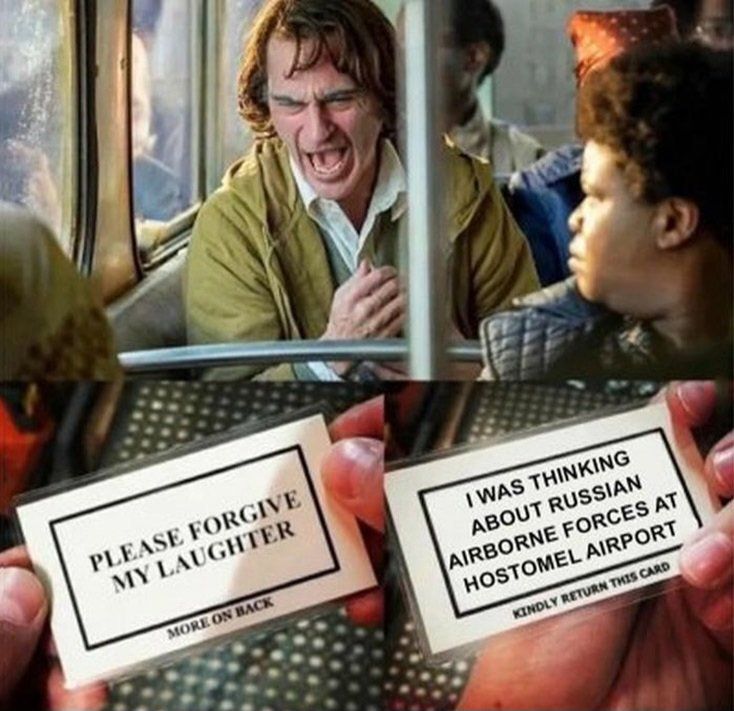 PLEASE FORGIVE
MY LAUGHTER
MORE ON BACK
I WAS THINKING
ABOUT RUSSIAN
AIRBORNE FORCES AT
HOSTOMEL AIRPORT
KINDLY RETURN THIS CARD